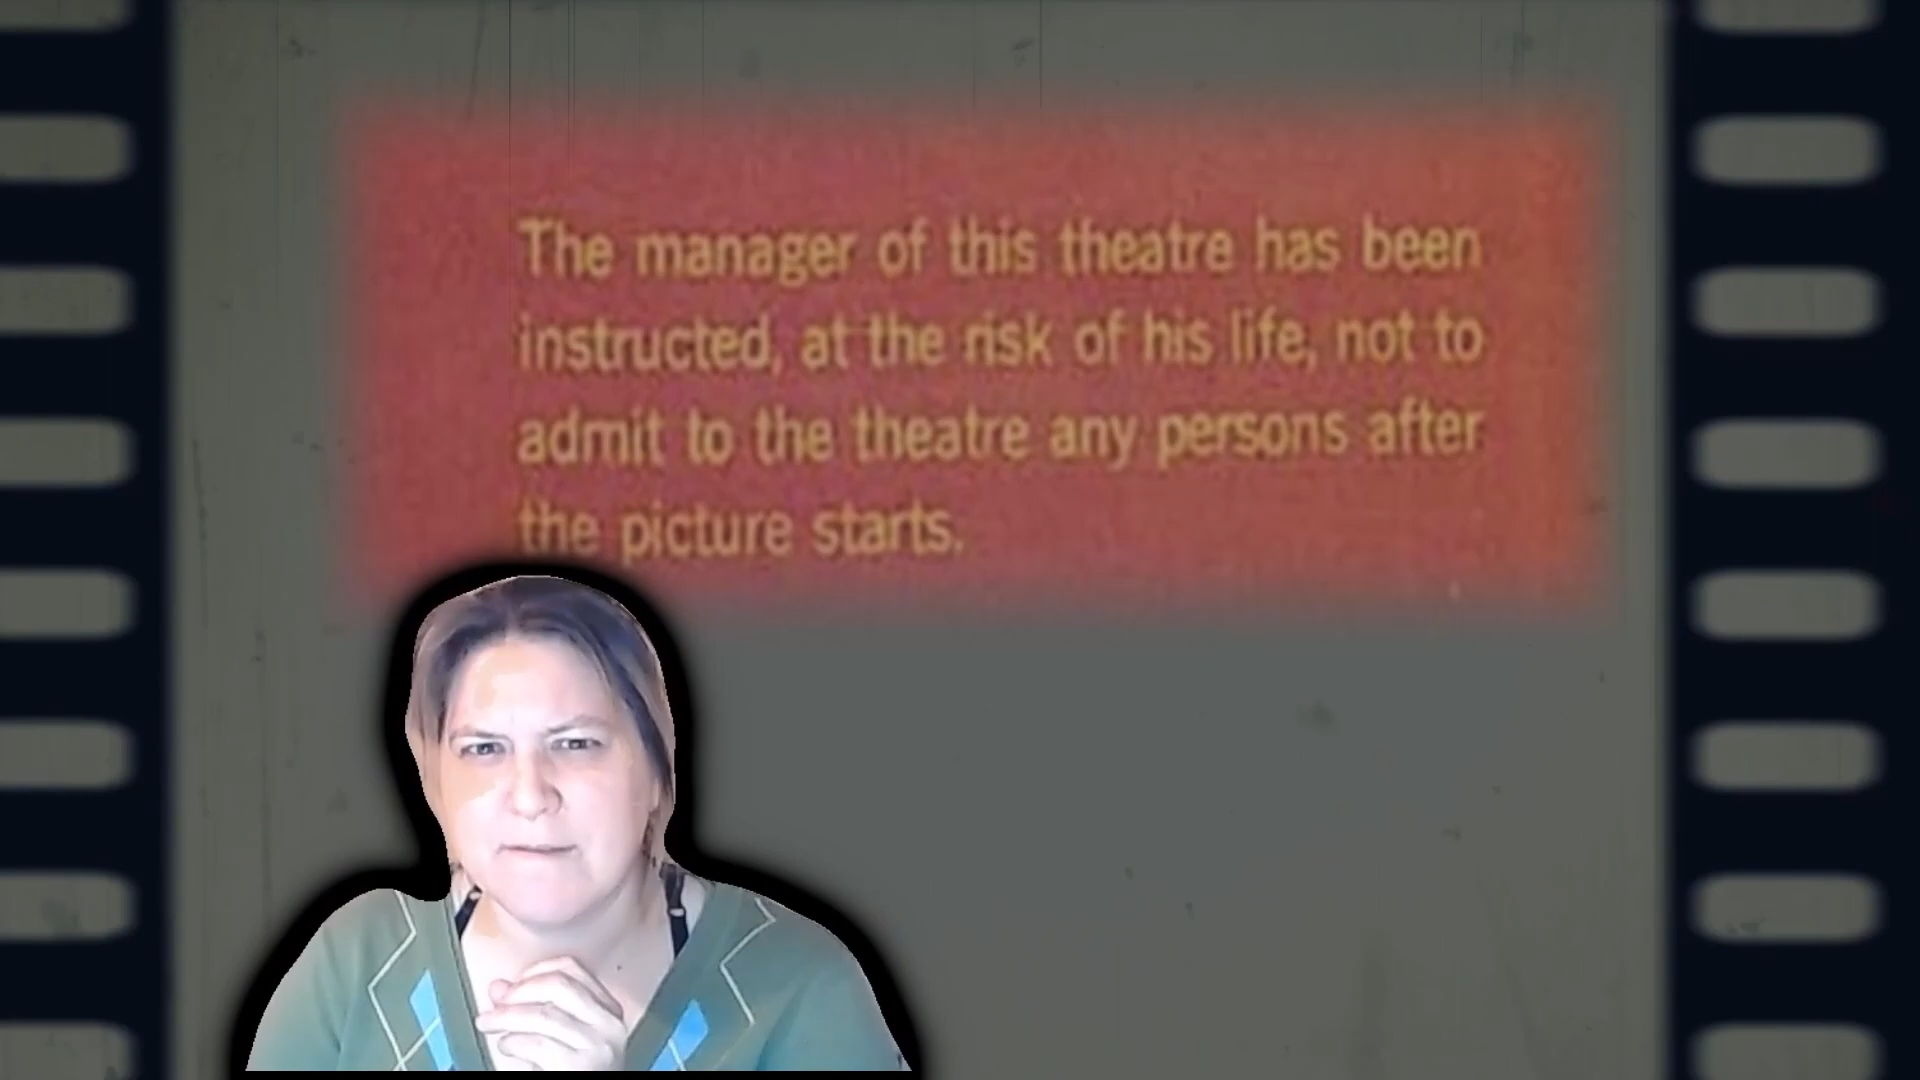 The manager of this theatre has been
instructed, at the risk of his life, not to
admit to the theatre any persons after
the picture starts.